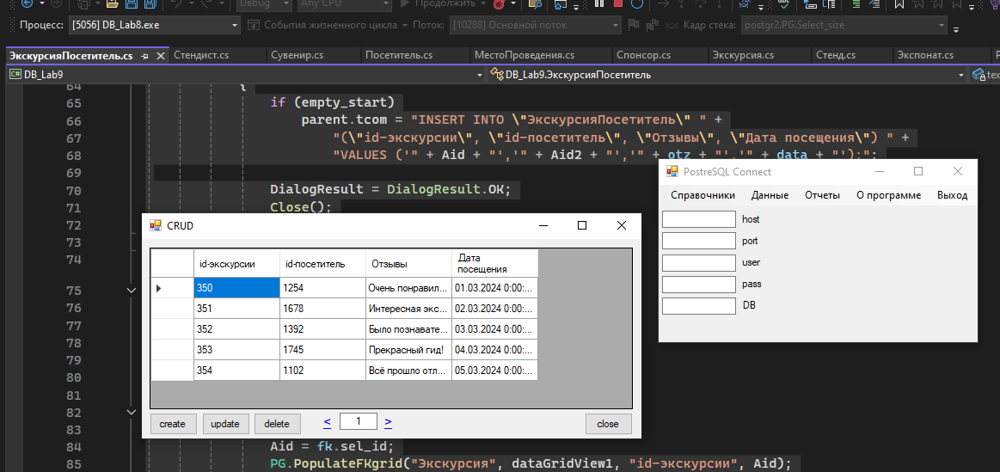 Debug Any CPU Продолжить
Процесс: [5056] DB_Lab8.exe События жизненного цикла Поток: [10288] Основной поток Кадр стека: postgr2.PG.Select_size
ЭкскурсияПосетитель.cs Стендист.cs Сувенир.cs Посетитель.cs МестоПроведения.cs Спонсор.cs Экскурсия.cs Стенд.cs Экспонат.cs
DB_Lab9 DB_Lab9.ЭкскурсияПосетитель
64 {
65 if (empty_start)
66 parent.tcom = "INSERT INTO \"ЭкскурсияПосетитель\" " +
67 "(\"id-экскурсии\", \"id-посетитель\", \"Отзывы\", \"Дата посещения\") " +
68 "VALUES ('" + Aid + "','" + Aid2 + "','" + otz + "','" + data + "');";
69
70 DialogResult = DialogResult.OK;
71 Close();
72
73
74
75
76
77
78
79
80
81
82
83
84 Aid = fk.sel_id;
85 PG.PopulateFKgrid("Экскурсия", dataGridView1, "id-экскурсии", Aid);
PostreSQL Connect
Справочники Данные Отчеты О программе Выход
host
port
user
pass
DB
CRUD
id-экскурсии id-посетитель Отзывы Дата посещения
350 1254 Очень понравил... 01.03.2024 0:00:...
351 1678 Интересная экс... 02.03.2024 0:00:...
352 1392 Было познавате... 03.03.2024 0:00:...
353 1745 Прекрасный гид! 04.03.2024 0:00:...
354 1102 Всё прошло отл... 05.03.2024 0:00:...
create update delete < 1 > close